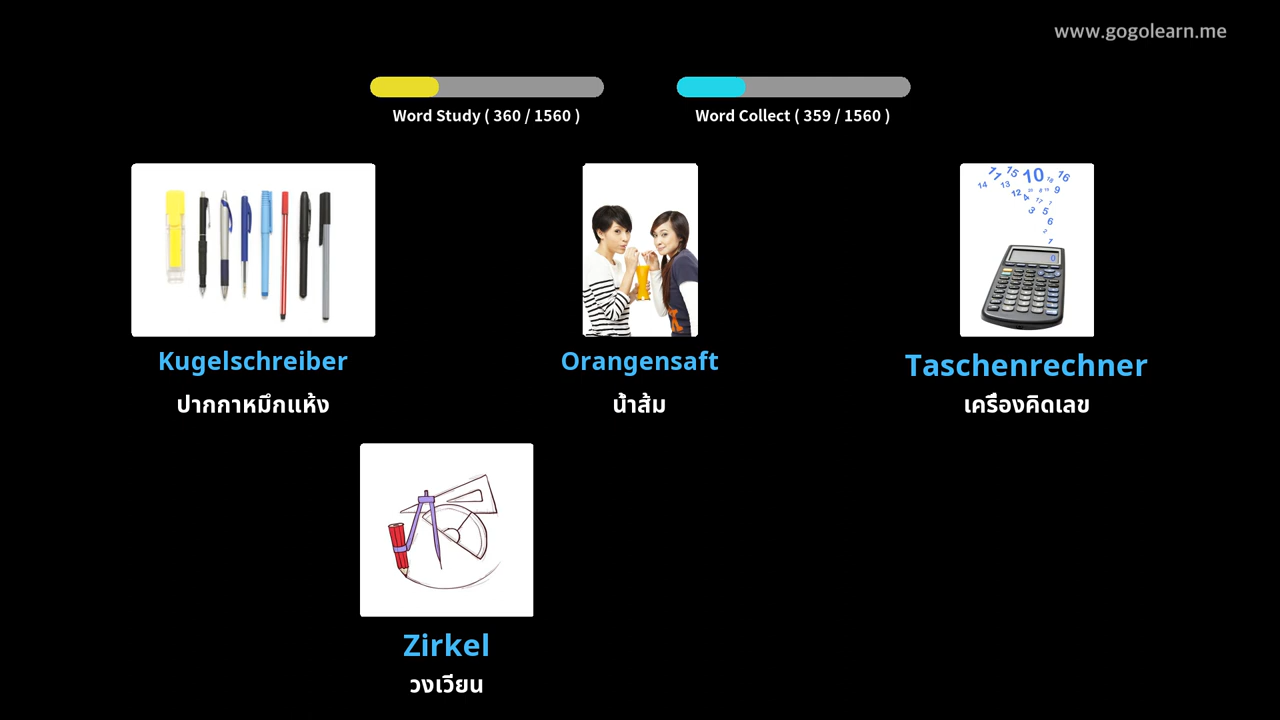 www.gogolearn.me
Word Study ( 360 / 1560 )
Word Collect ( 359 / 1560 )
Kugelschreiber
Orangensaft
Taschenrechner
ปากกาหมึกแห้ง
น้ำส้ม
เครื่องคิดเลข
Zirkel
วงเวียน